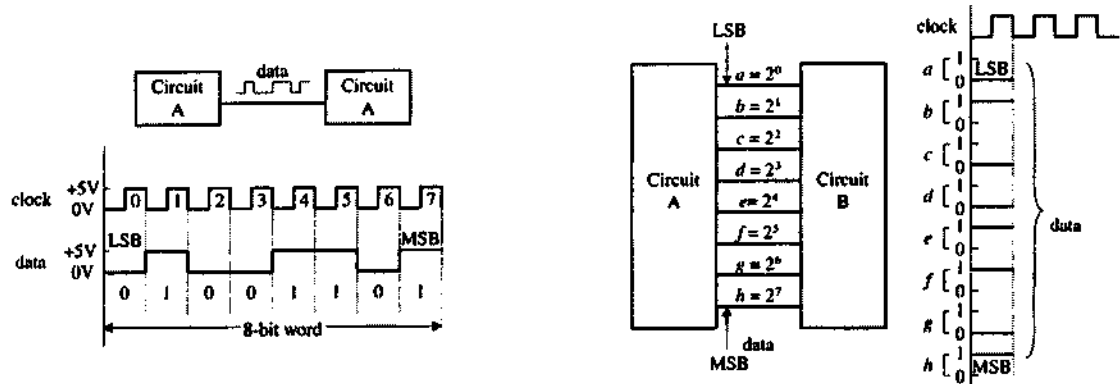 data
Circuit A
Circuit A
clock +5V 0V 0 1 2 3 4 5 6 7
LSB MSB
data +5V 0V
0 1 0 0 1 1 0 1
8-bit word
LSB
a = 2⁰
b = 2¹
c = 2²
d = 2³
e = 2⁴
f = 2⁵
g = 2⁶
h = 2⁷
Circuit A
Circuit B
data
MSB
clock
a [ 1 0 LSB
b [ 1 0
c [ 1 0
d [ 1 0
e [ 1 0
f [ 1 0
g [ 1 0
h [ 1 0 MSB
data